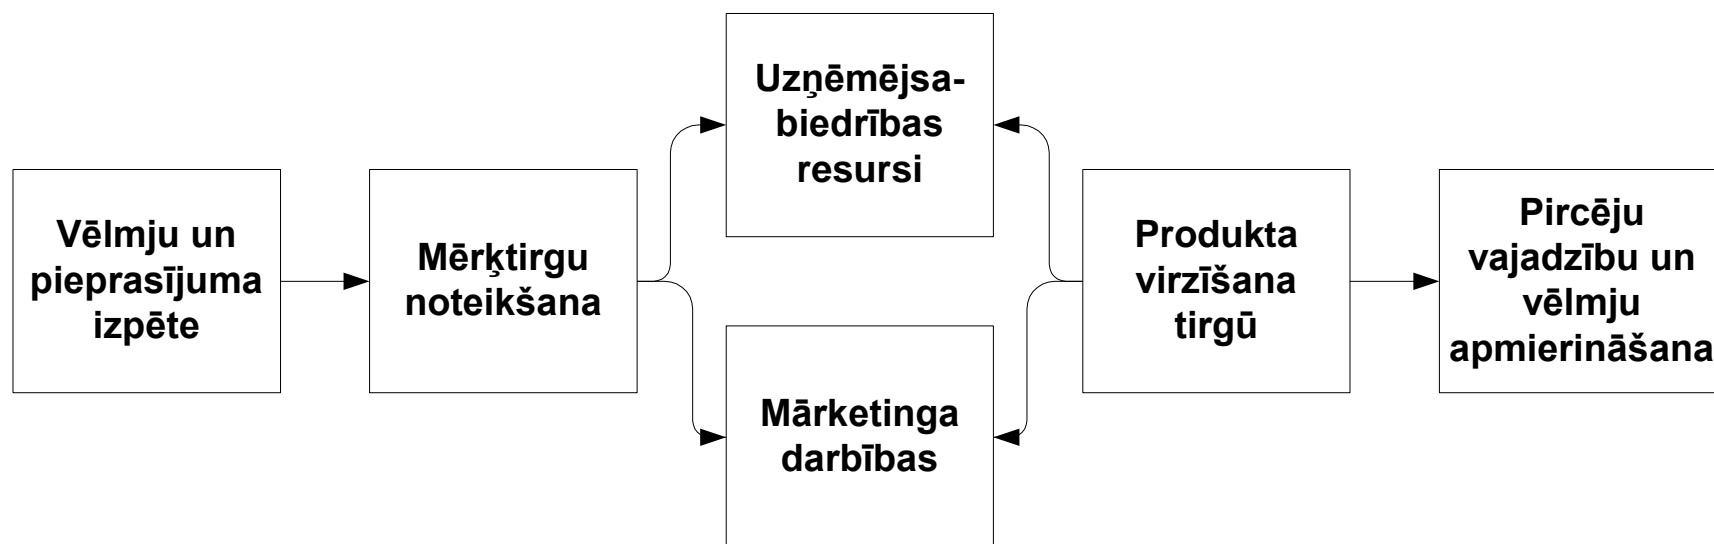 Vēlmju un
pieprasījuma
izpēte
Mērķtirgu
noteikšana
Uzņēmējsa-
biedrības
resursi
Mārketinga
darbības
Produkta
virzīšana
tirgū
Pircēju
vajadzību un
vēlmju
apmierināšana